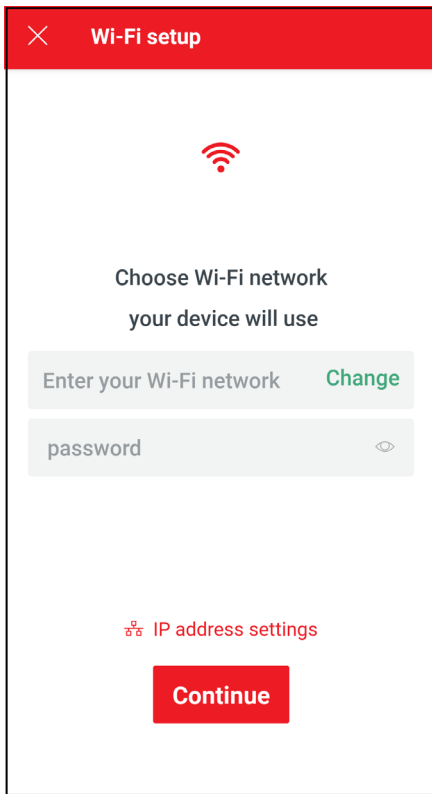 Wi-Fi setup
Choose Wi-Fi network
your device will use
Enter your Wi-Fi network Change
password
IP address settings
Continue